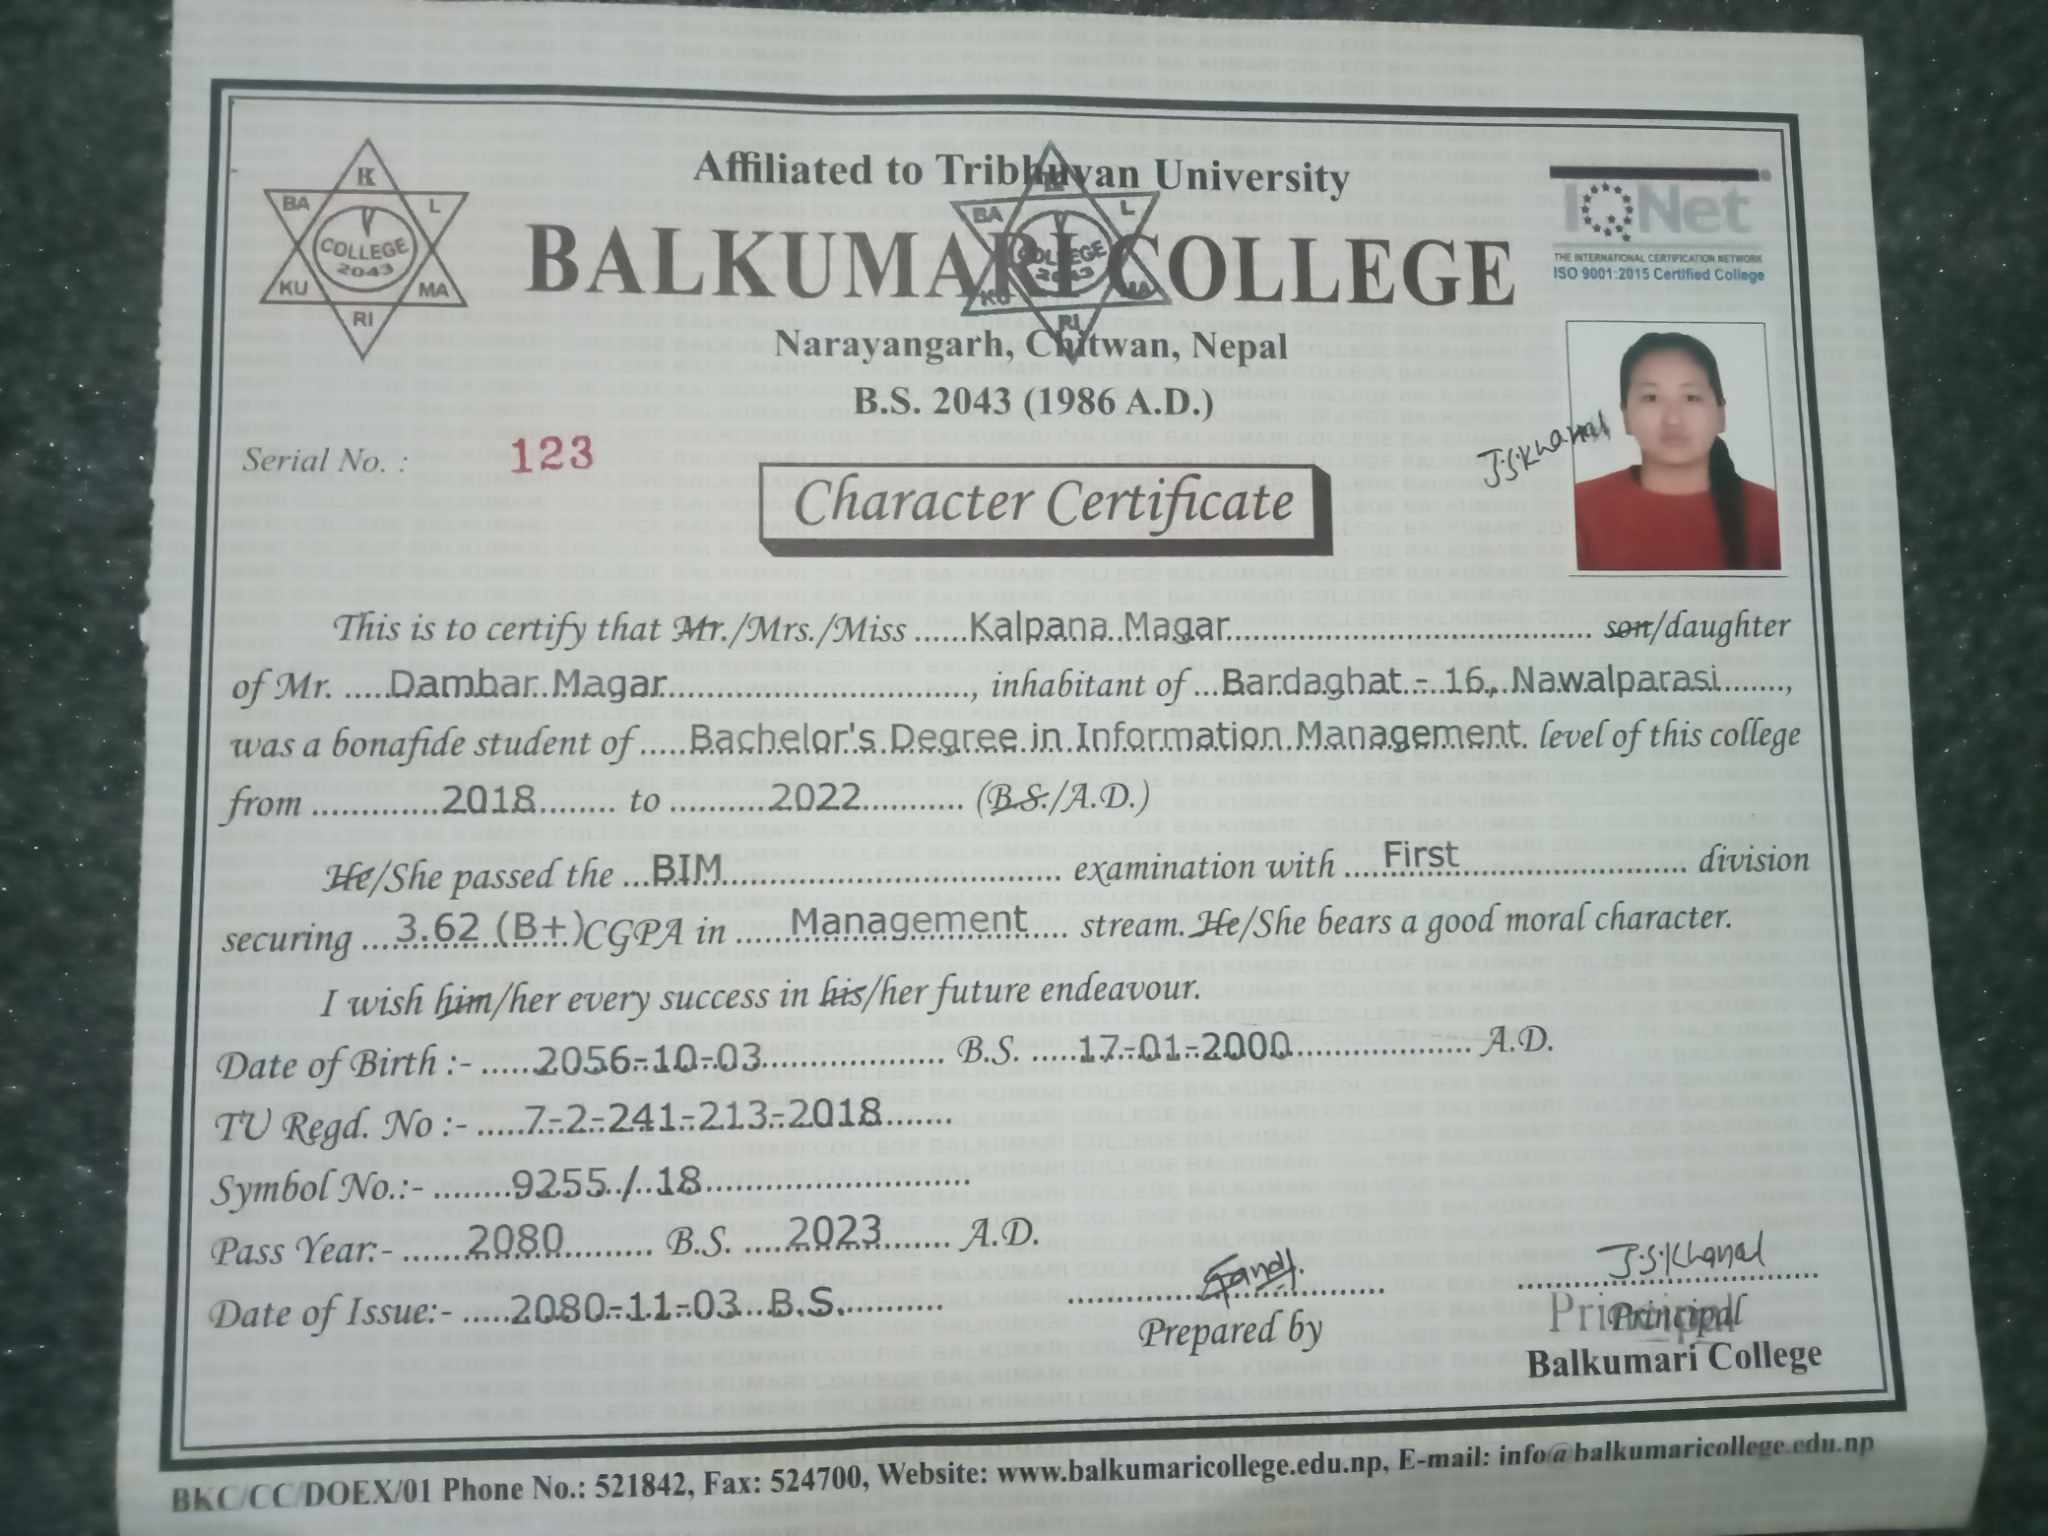 Affiliated to Tribhuvan University
BK
BA L
COLLEGE
2043
KU MA
RI
BA L
COLLEGE
2043
KU MA
RI
IQNet
THE INTERNATIONAL CERTIFICATION NETWORK
ISO 9001:2015 Certified College
BALKUMARI COLLEGE
Narayangarh, Chitwan, Nepal
B.S. 2043 (1986 A.D.)
Serial No. : 123
J.S.Khanal
Character Certificate
This is to certify that Mr./Mrs./Miss ......Kalpana Magar...................................... son/daughter
of Mr. .....Dambar Magar..............................., inhabitant of ...Bardaghat - 16, Nawalparasi.......,
was a bonafide student of .....Bachelor's Degree in Information Management. level of this college
from .............2018........ to ..........2022........... (B.S./A.D.)
He/She passed the ...BIM................................... examination with ....First......................... division
securing ....3.62 (B+)CGPA in ......Management.... stream. He/She bears a good moral character.
I wish him/her every success in his/her future endeavour.
Date of Birth :- .....2056-10-03................... B.S. .....17-01-2000................... A.D.
TU Regd. No :- .....7-2-241-213-2018.......
Symbol No.:- ........9255 / 18............................
Pass Year:- .......2080.......... B.S. ....2023....... A.D.
Date of Issue:- .....2080-11-03 B.S...........
J.S.Khanal
Prepared by
Principal
Principal
Balkumari College
BKC/CC/DOEX/01 Phone No.: 521842, Fax: 524700, Website: www.balkumaricollege.edu.np, E-mail: info@balkumaricollege.edu.np